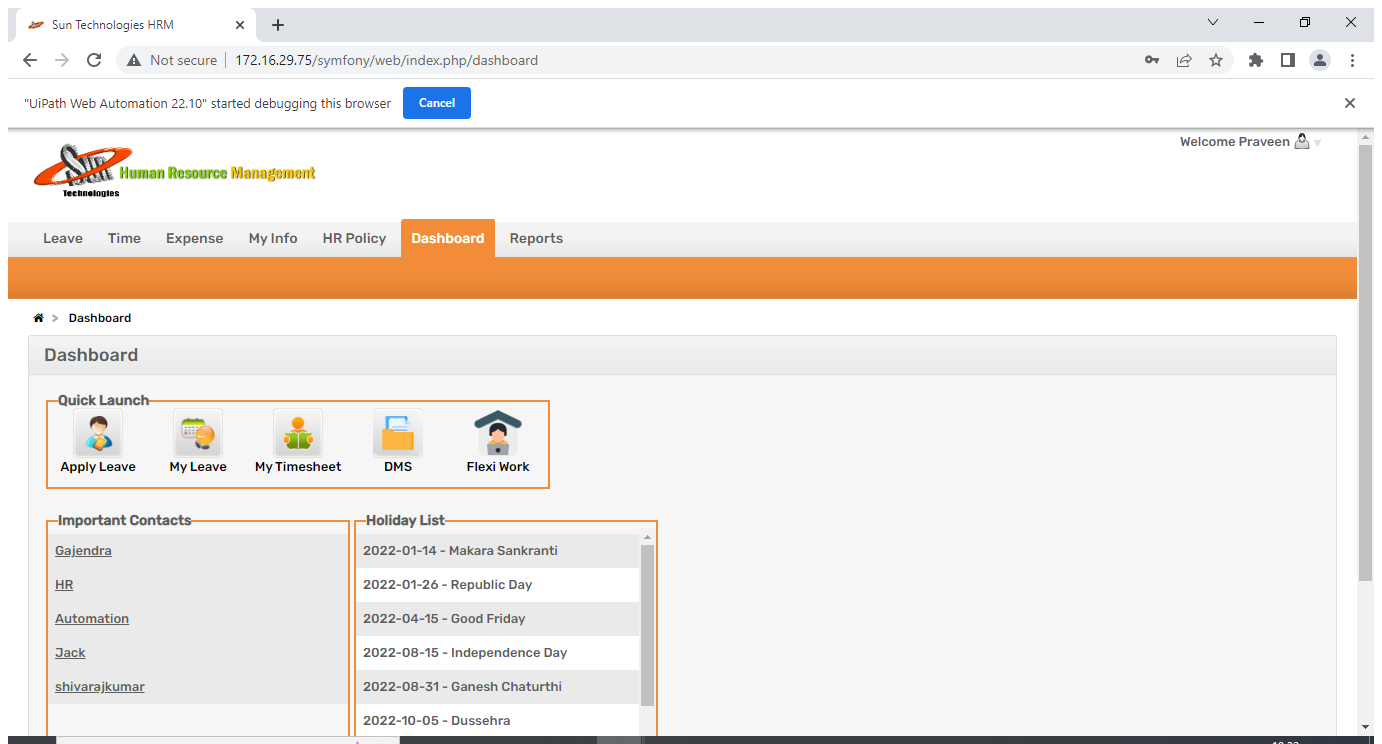 Sun Technologies HRM
Not secure
172.16.29.75/symfony/web/index.php/dashboard
"UiPath Web Automation 22.10" started debugging this browser
Cancel
Welcome Praveen
Sun
Technologies
Human Resource Management
Leave
Time
Expense
My Info
HR Policy
Dashboard
Reports
> Dashboard
Dashboard
Quick Launch
Apply Leave
My Leave
My Timesheet
DMS
Flexi Work
Important Contacts
Gajendra
HR
Automation
Jack
shivarajkumar
Holiday List
2022-01-14 - Makara Sankranti
2022-01-26 - Republic Day
2022-04-15 - Good Friday
2022-08-15 - Independence Day
2022-08-31 - Ganesh Chaturthi
2022-10-05 - Dussehra